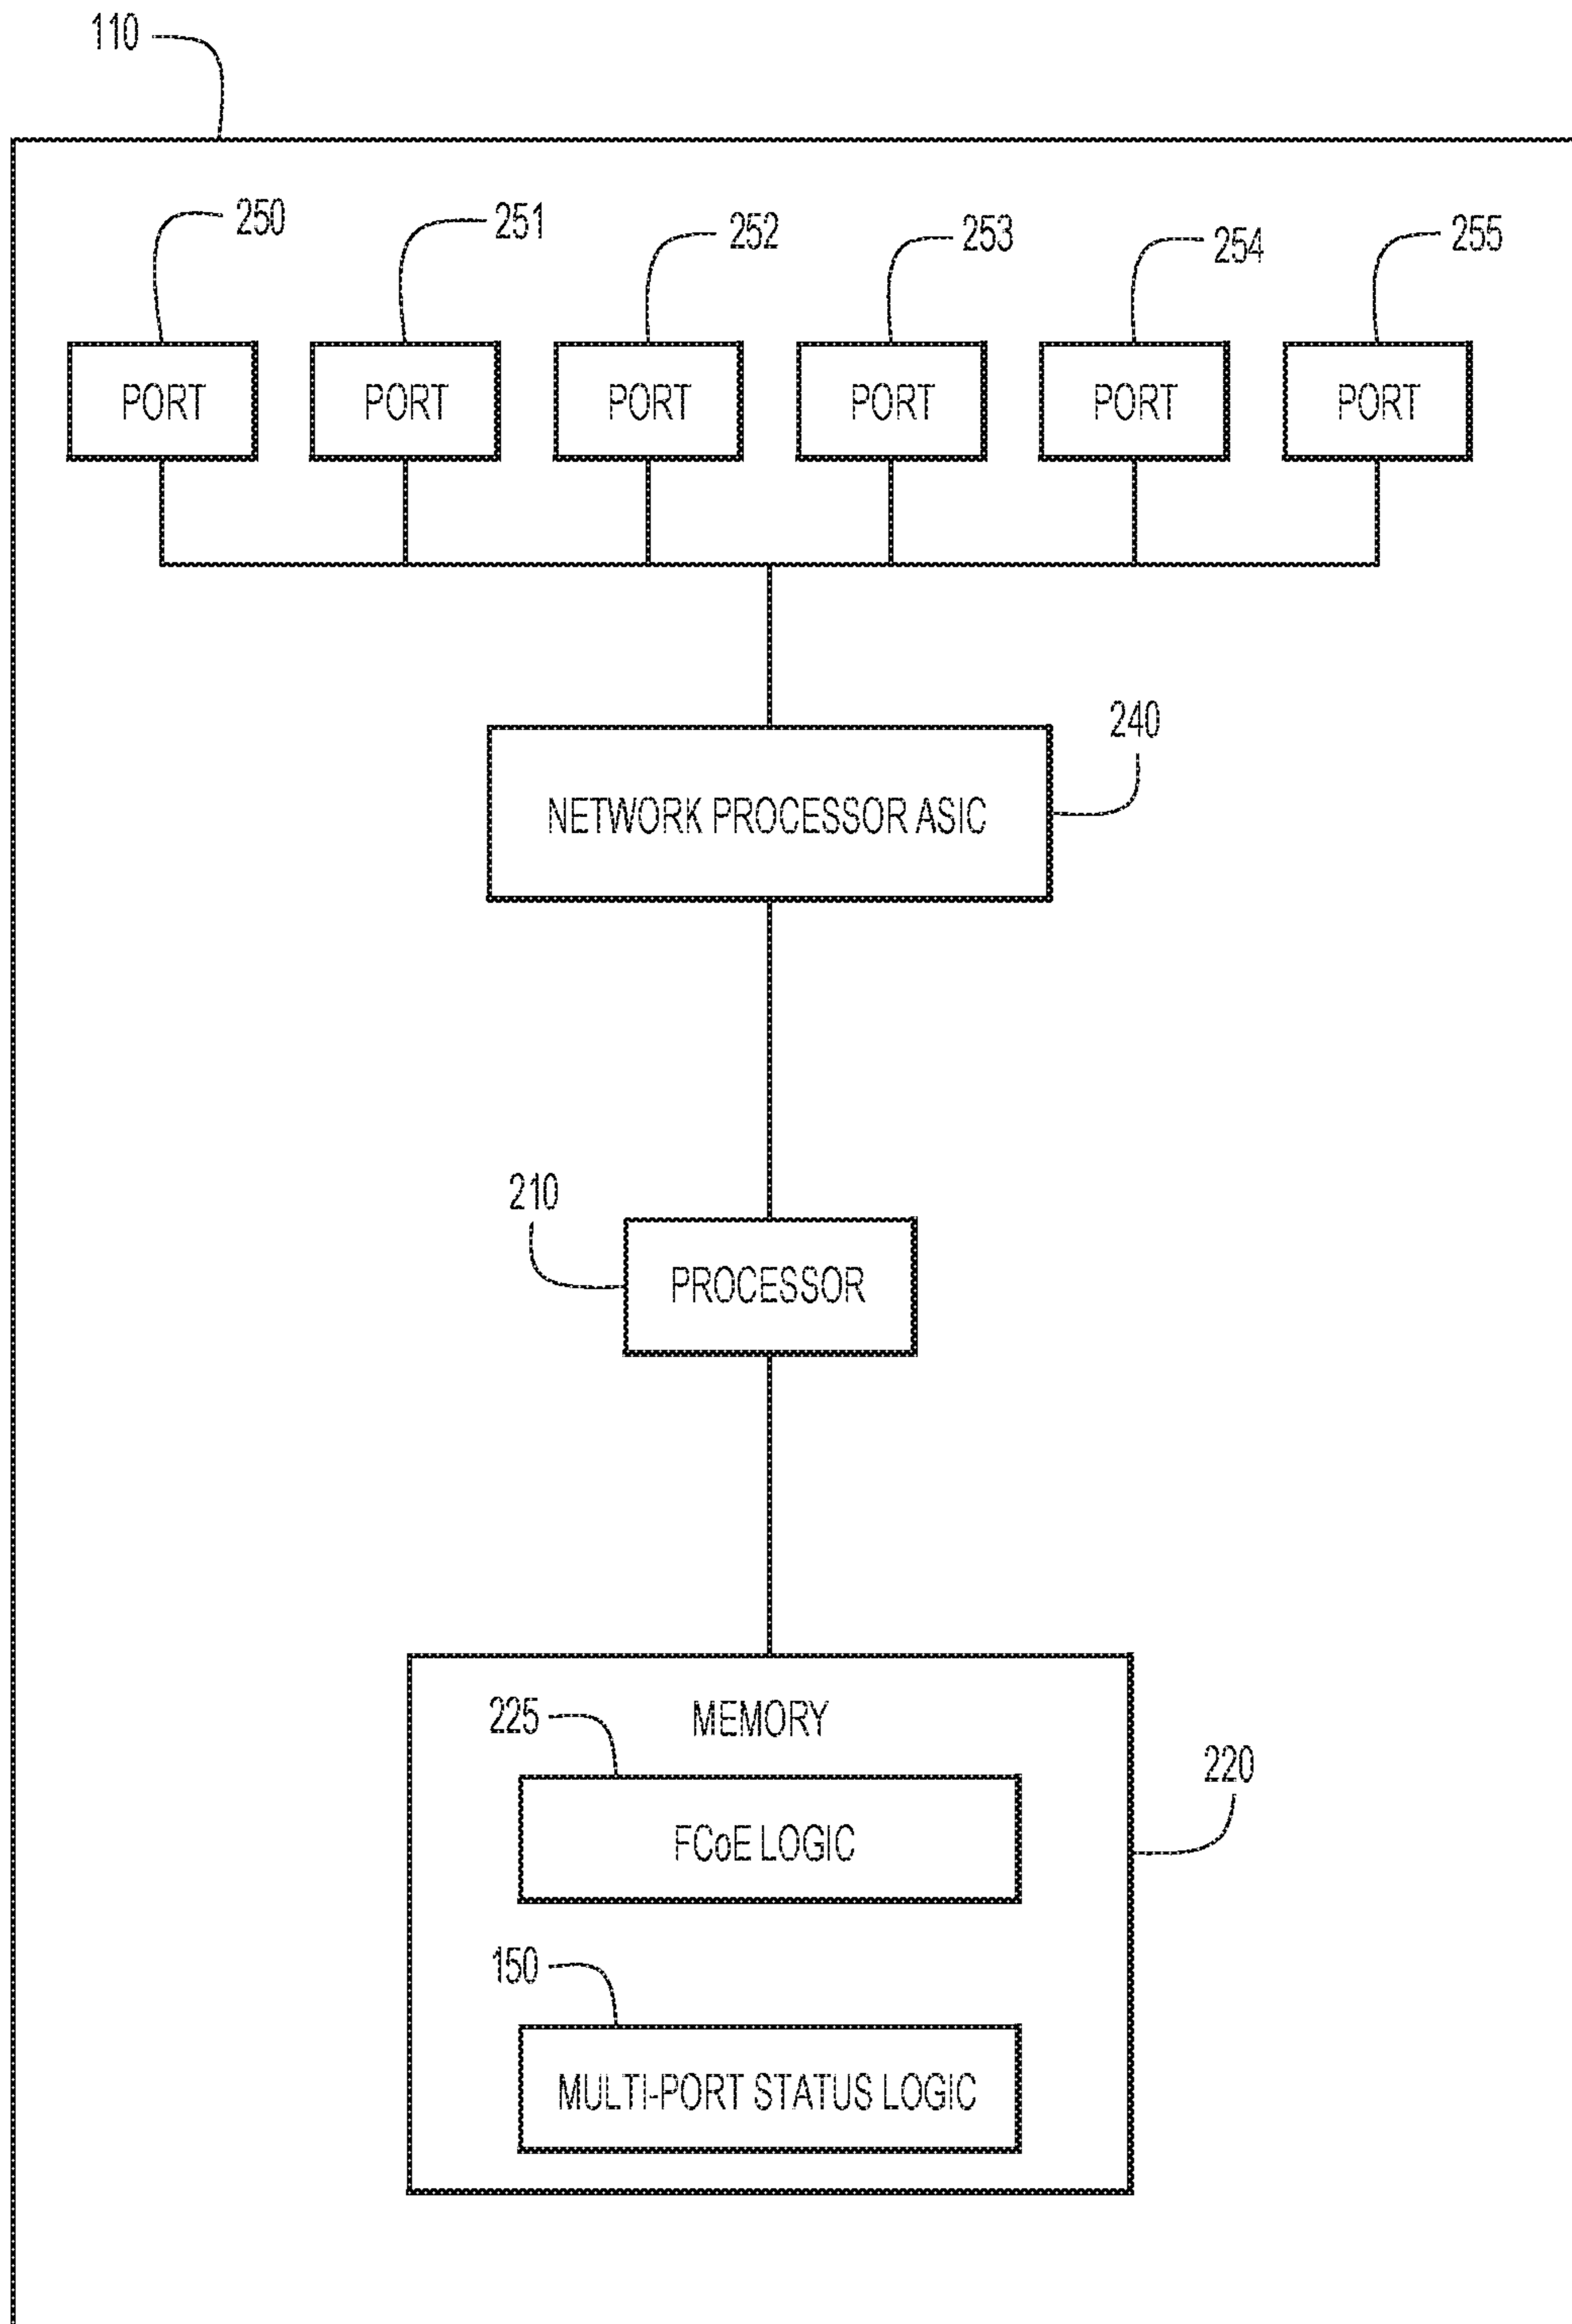 110
250
251
252
253
254
255
PORT
PORT
PORT
PORT
PORT
PORT
240
NETWORK PROCESSOR ASIC
210
PROCESSOR
MEMORY
225
220
FCoE LOGIC
150
MULTI-PORT STATUS LOGIC